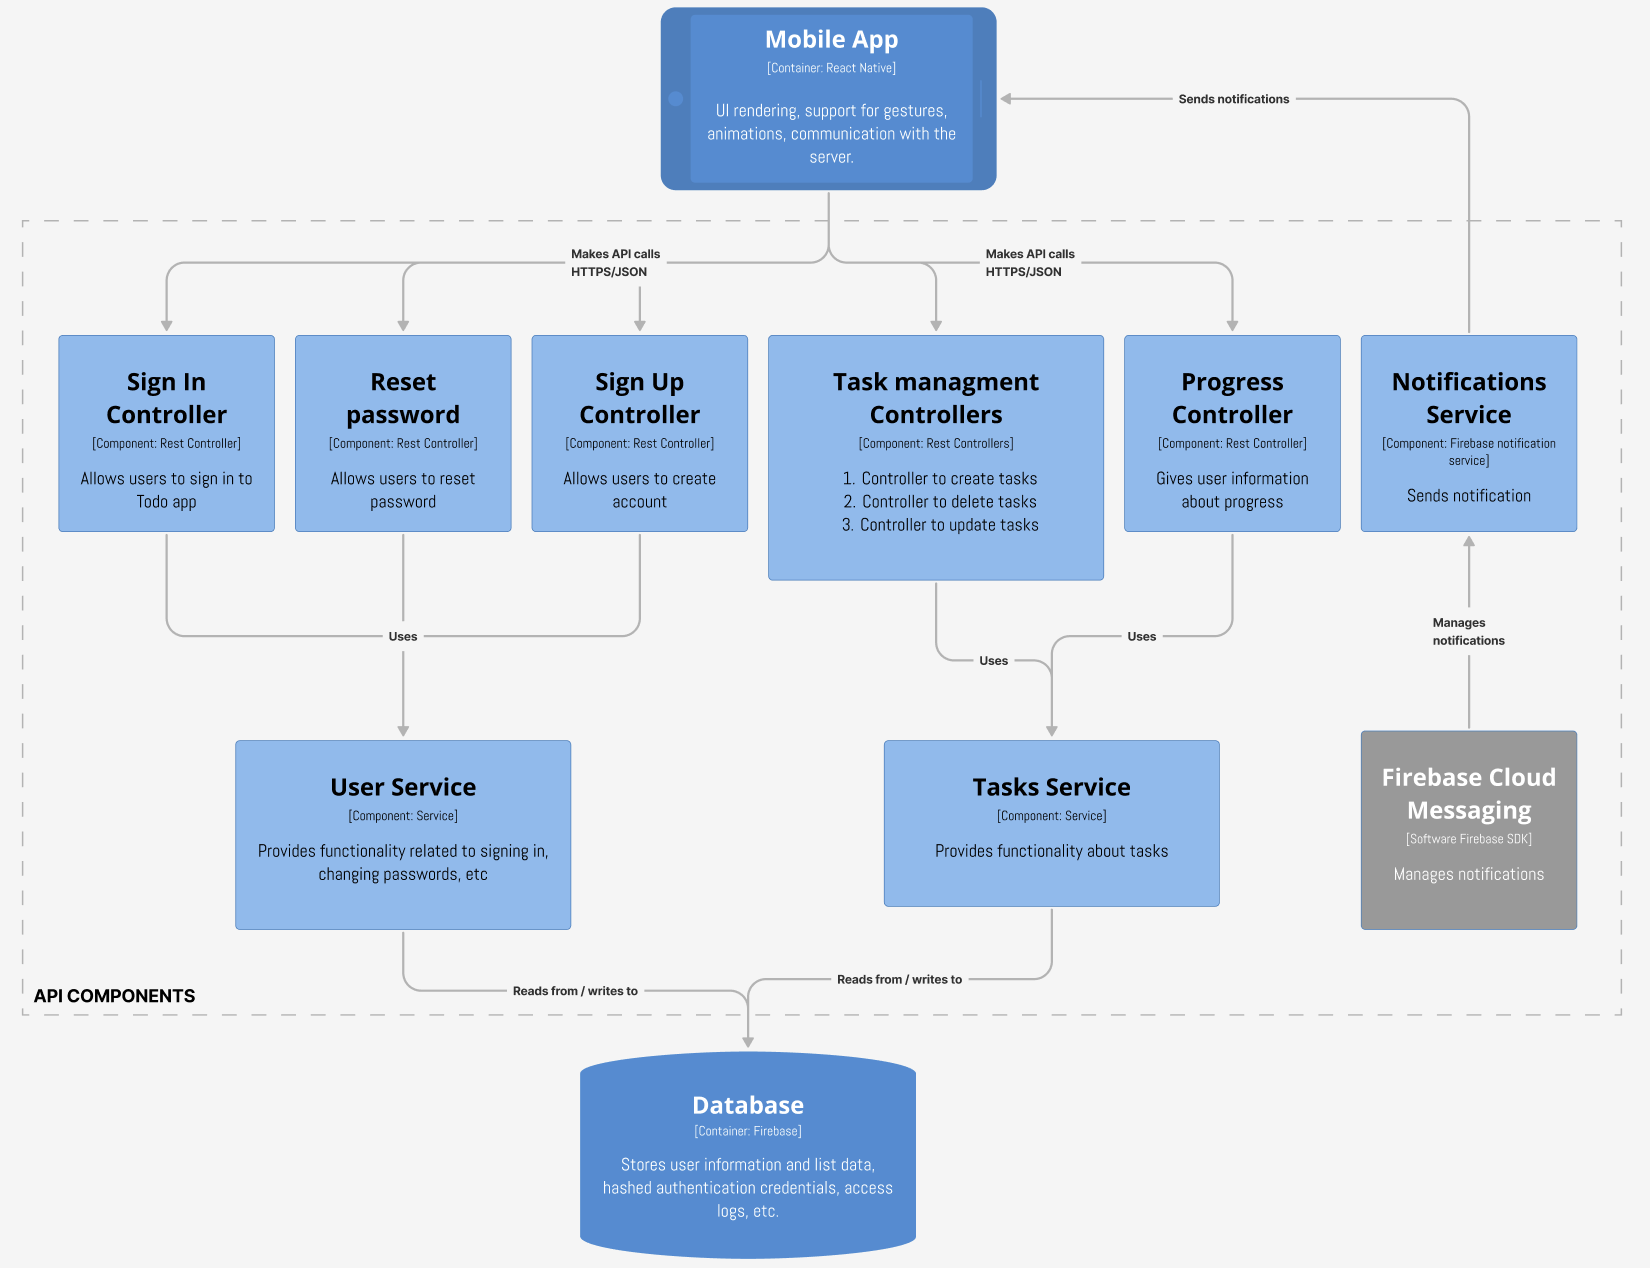 Mobile App
[Container: React Native]
UI rendering, support for gestures,
animations, communication with the
server.
Sends notifications
Makes API calls
HTTPS/JSON
Makes API calls
HTTPS/JSON
Sign In
Controller
[Component: Rest Controller]
Allows users to sign in to
Todo app
Reset
password
[Component: Rest Controller]
Allows users to reset
password
Sign Up
Controller
[Component: Rest Controller]
Allows users to create
account
Task managment
Controllers
[Component: Rest Controllers]
1. Controller to create tasks
2. Controller to delete tasks
3. Controller to update tasks
Progress
Controller
[Component: Rest Controller]
Gives user information
about progress
Notifications
Service
[Component: Firebase notification
service]
Sends notification
Uses
Uses
Uses
Manages
notifications
User Service
[Component: Service]
Provides functionality related to signing in,
changing passwords, etc
Tasks Service
[Component: Service]
Provides functionality about tasks
Firebase Cloud
Messaging
[Software Firebase SDK]
Manages notifications
Reads from / writes to
Reads from / writes to
API COMPONENTS
Database
[Container: Firebase]
Stores user information and list data,
hashed authentication credentials, access
logs, etc.